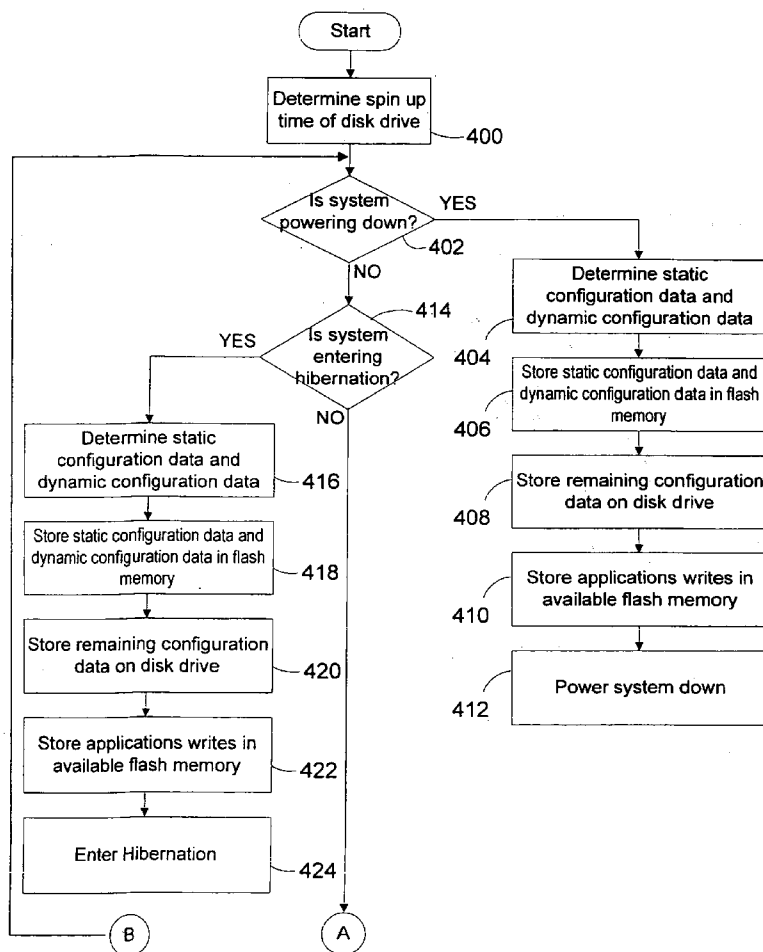 Start
Determine spin up
time of disk drive
400
Is system
powering down?
YES
402
NO
414
Is system
entering
hibernation?
YES
NO
Determine static
configuration data and
dynamic configuration data
404
Store static configuration data and
dynamic configuration data in flash
memory
406
Store remaining configuration
data on disk drive
408
Store applications writes in
available flash memory
410
Power system down
412
Determine static
configuration data and
dynamic configuration data
416
Store static configuration data and
dynamic configuration data in flash
memory
418
Store remaining configuration
data on disk drive
420
Store applications writes in
available flash memory
422
Enter Hibernation
424
B
A